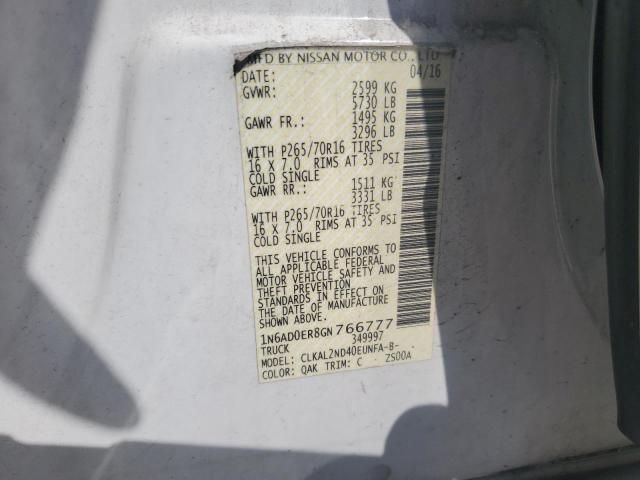 MFD BY NISSAN MOTOR CO., LTD
DATE: 04/16
GVWR: 2599 KG
5730 LB
GAWR FR.: 1495 KG
3296 LB
WITH P265/70R16 TIRES
16 X 7.0 RIMS AT 35 PSI
COLD SINGLE
GAWR RR.: 1511 KG
3331 LB
WITH P265/70R16 TIRES
16 X 7.0 RIMS AT 35 PSI
COLD SINGLE
THIS VEHICLE CONFORMS TO
ALL APPLICABLE FEDERAL
MOTOR VEHICLE SAFETY AND
THEFT PREVENTION
STANDARDS IN EFFECT ON
THE DATE OF MANUFACTURE
SHOWN ABOVE.
1N6AD0ER8GN766777
TRUCK 349997
MODEL: CLKAL2ND40EUNFA-B-
COLOR: QAK TRIM: C ZS00A